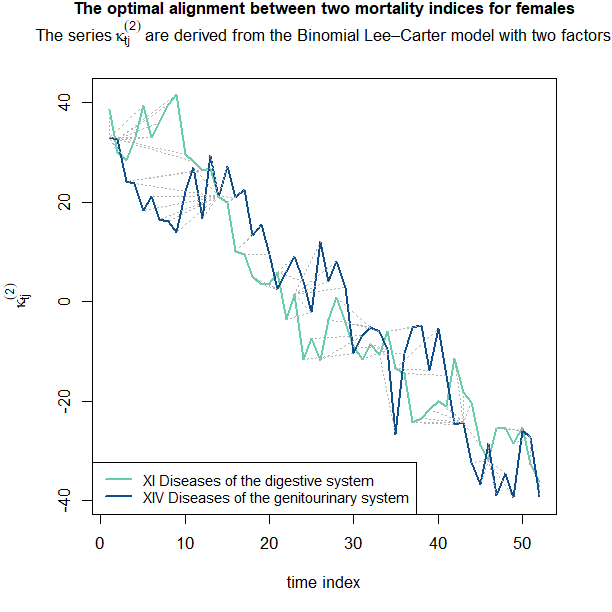 The optimal alignment between two mortality indices for females
The series κtj(2) are derived from the Binomial Lee–Carter model with two factors
κtj(2)
40
20
0
-20
-40
XI Diseases of the digestive system
XIV Diseases of the genitourinary system
0 10 20 30 40 50
time index